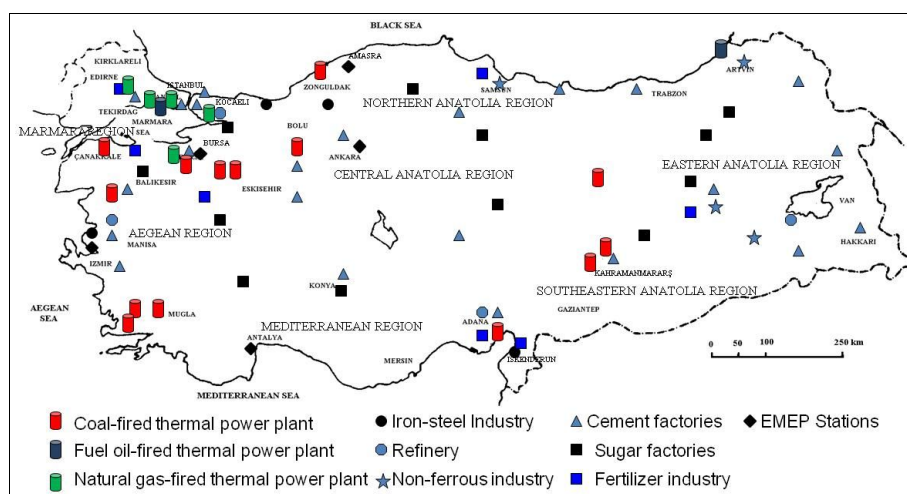 BLACK SEA
AMASRA
KIRKLARELI
EDIRNE
ISTANBUL
ZONGULDAK
ARTVIN
SAMSUN
KOCAELI
NORTHERN ANATOLIA REGION
TRABZON
TEKIRDAG
MARMARA
SEA
MARMARA REGION
BOLU
BURSA
ÇANAKKALE
ANKARA
EASTERN ANATOLIA REGION
CENTRAL ANATOLIA REGION
BALIKESIR
ESKISEHIR
VAN
AEGEAN REGION
MANISA
HAKKARI
IZMIR
KAHRAMANMARARŞ
KONYA
SOUTHEASTERN ANATOLIA REGION
AEGEAN
SEA
MUGLA
GAZIANTEP
ADANA
MEDITERRANEAN REGION
ANTALYA
MERSIN
ISKENDERUN
0 50 100 250 km
MEDITERRANEAN SEA
Coal-fired thermal power plant
Iron-steel Industry
Cement factories
EMEP Stations
Fuel oil-fired thermal power plant
Refinery
Sugar factories
Natural gas-fired thermal power plant
Non-ferrous industry
Fertilizer industry